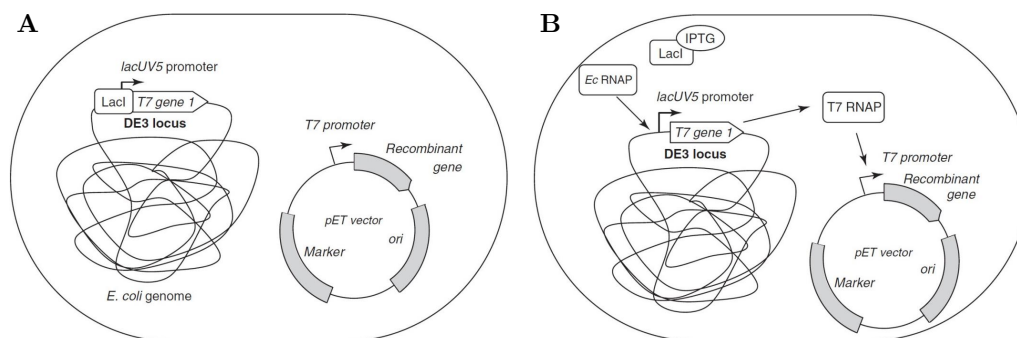 A
lacUV5 promoter
LacI
T7 gene 1
DE3 locus
T7 promoter
Recombinant
gene
pET vector
ori
Marker
E. coli genome
B
IPTG
LacI
Ec RNAP
lacUV5 promoter
T7 gene 1
DE3 locus
T7 RNAP
T7 promoter
Recombinant
gene
pET vector
ori
Marker